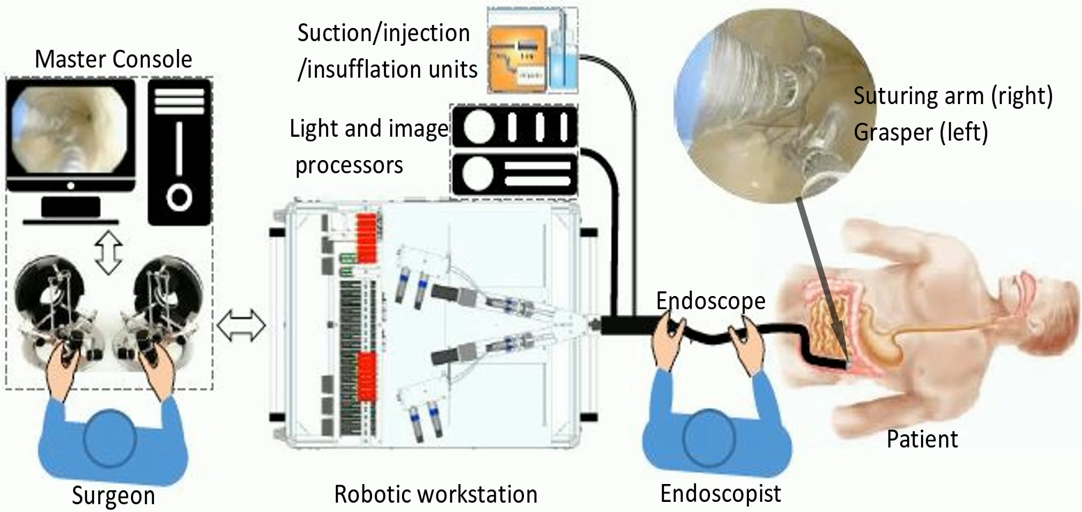 Master Console
Suction/injection
/insufflation units
Light and image
processors
Suturing arm (right)
Grasper (left)
Endoscope
Patient
Surgeon
Robotic workstation
Endoscopist